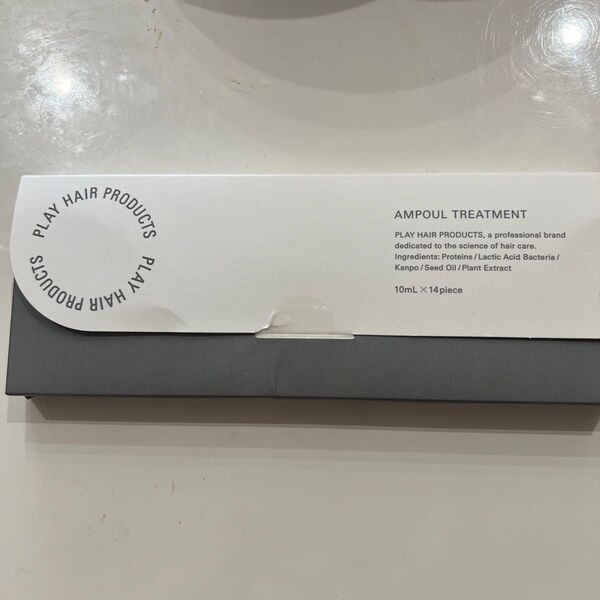 PLAY HAIR PRODUCTS
PLAY HAIR PRODUCTS
AMPOUL TREATMENT
PLAY HAIR PRODUCTS, a professional brand
dedicated to the science of hair care.
Ingredients: Proteins / Lactic Acid Bacteria /
Kanpo / Seed Oil / Plant Extract
10mL × 14piece